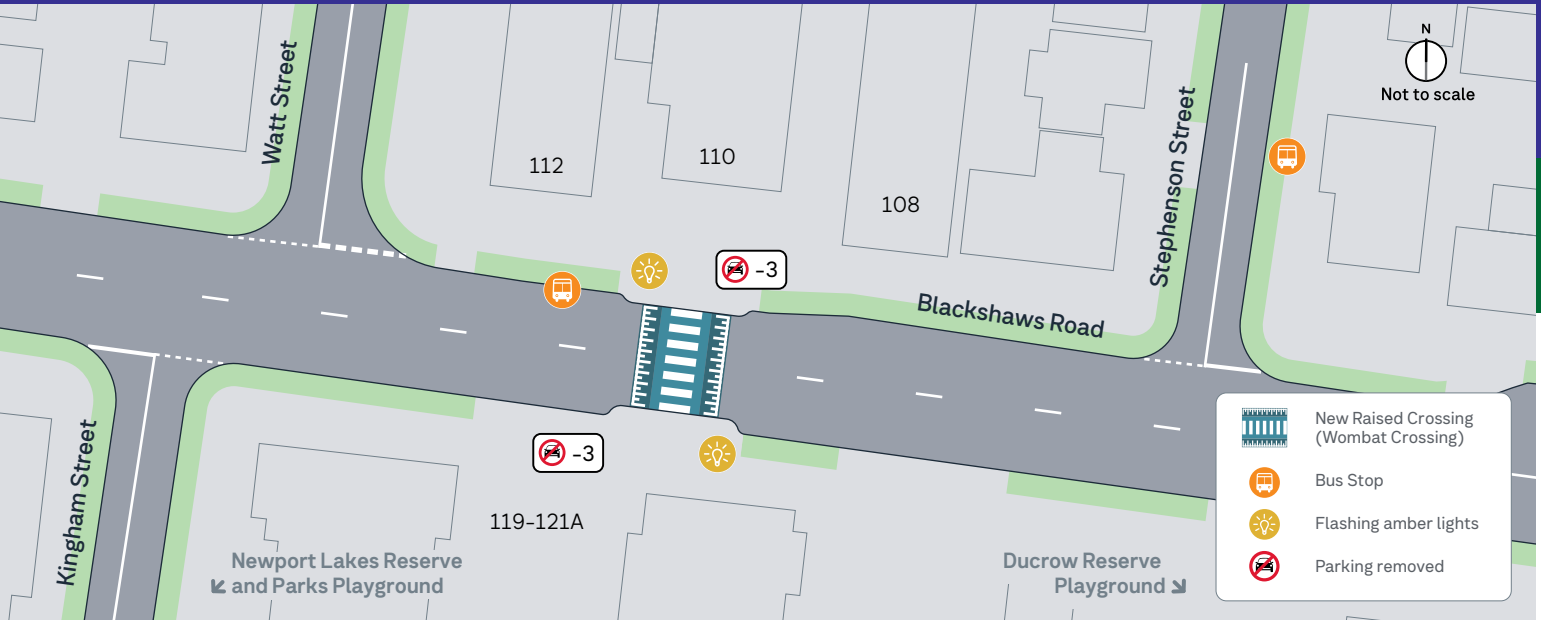 N
Not to scale
Watt Street
112
110
108
Stephenson Street
-3
Blackshaws Road
Kingham Street
-3
119-121A
Newport Lakes Reserve
and Parks Playground
Ducrow Reserve
Playground
New Raised Crossing
(Wombat Crossing)
Bus Stop
Flashing amber lights
Parking removed